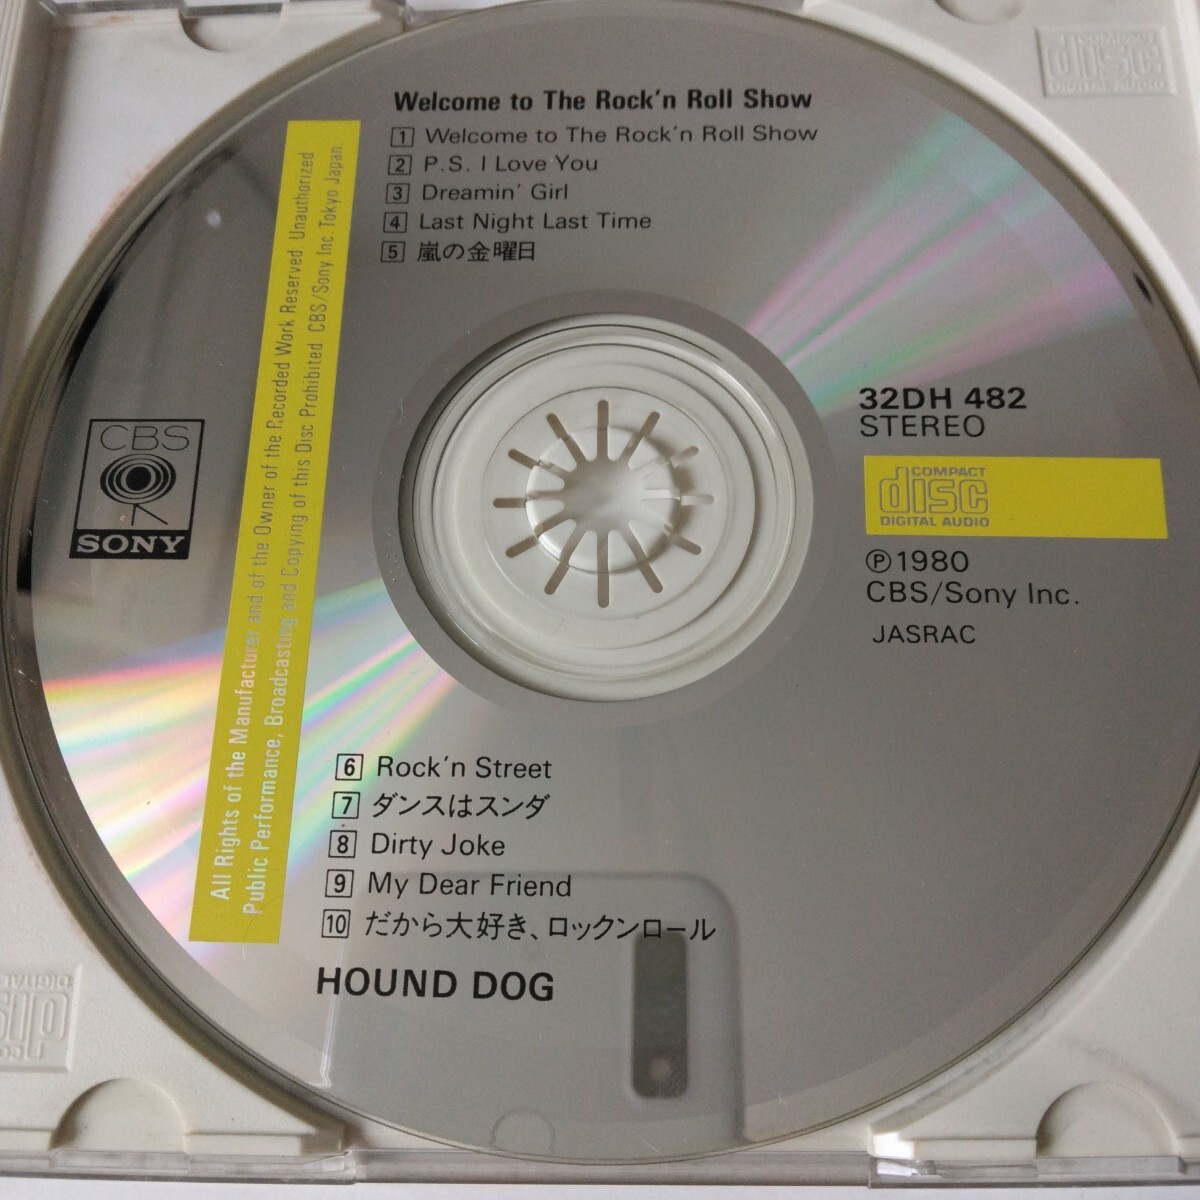 Welcome to The Rock'n Roll Show
1 Welcome to The Rock'n Roll Show
2 P.S. I Love You
3 Dreamin' Girl
4 Last Night Last Time
5 嵐の金曜日
All Rights of the Manufacturer and of the Owner of the Recorded Work Reserved Unauthorized
Public Performance, Broadcasting and Copying of this Disc Prohibited CBS/Sony Inc. Tokyo Japan.
CBS
SONY
32DH 482
STEREO
COMPACT
disc
DIGITAL AUDIO
Ⓟ1980
CBS/Sony Inc.
JASRAC
6 Rock'n Street
7 ダンスはスンダ
8 Dirty Joke
9 My Dear Friend
10 だから大好き、ロックンロール
HOUND DOG
COMPACT
disc
DIGITAL AUDIO